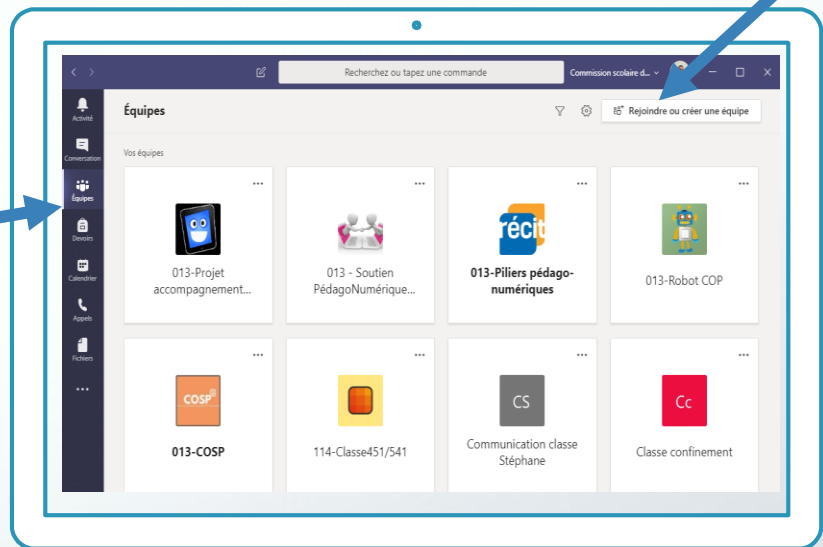 Recherchez ou tapez une commande
Commission scolaire d...
Activité
Équipes
Rejoindre ou créer une équipe
Conversation
Vos équipes
Équipes
Devoirs
Calendrier
Appels
Fichiers
013-Projet
accompagnement...
013 - Soutien
PédagoNumérique...
récit
013-Piliers pédago-
numériques
013-Robot COP
COSP
013-COSP
114-Classe451/541
CS
Communication classe
Stéphane
Cc
Classe confinement